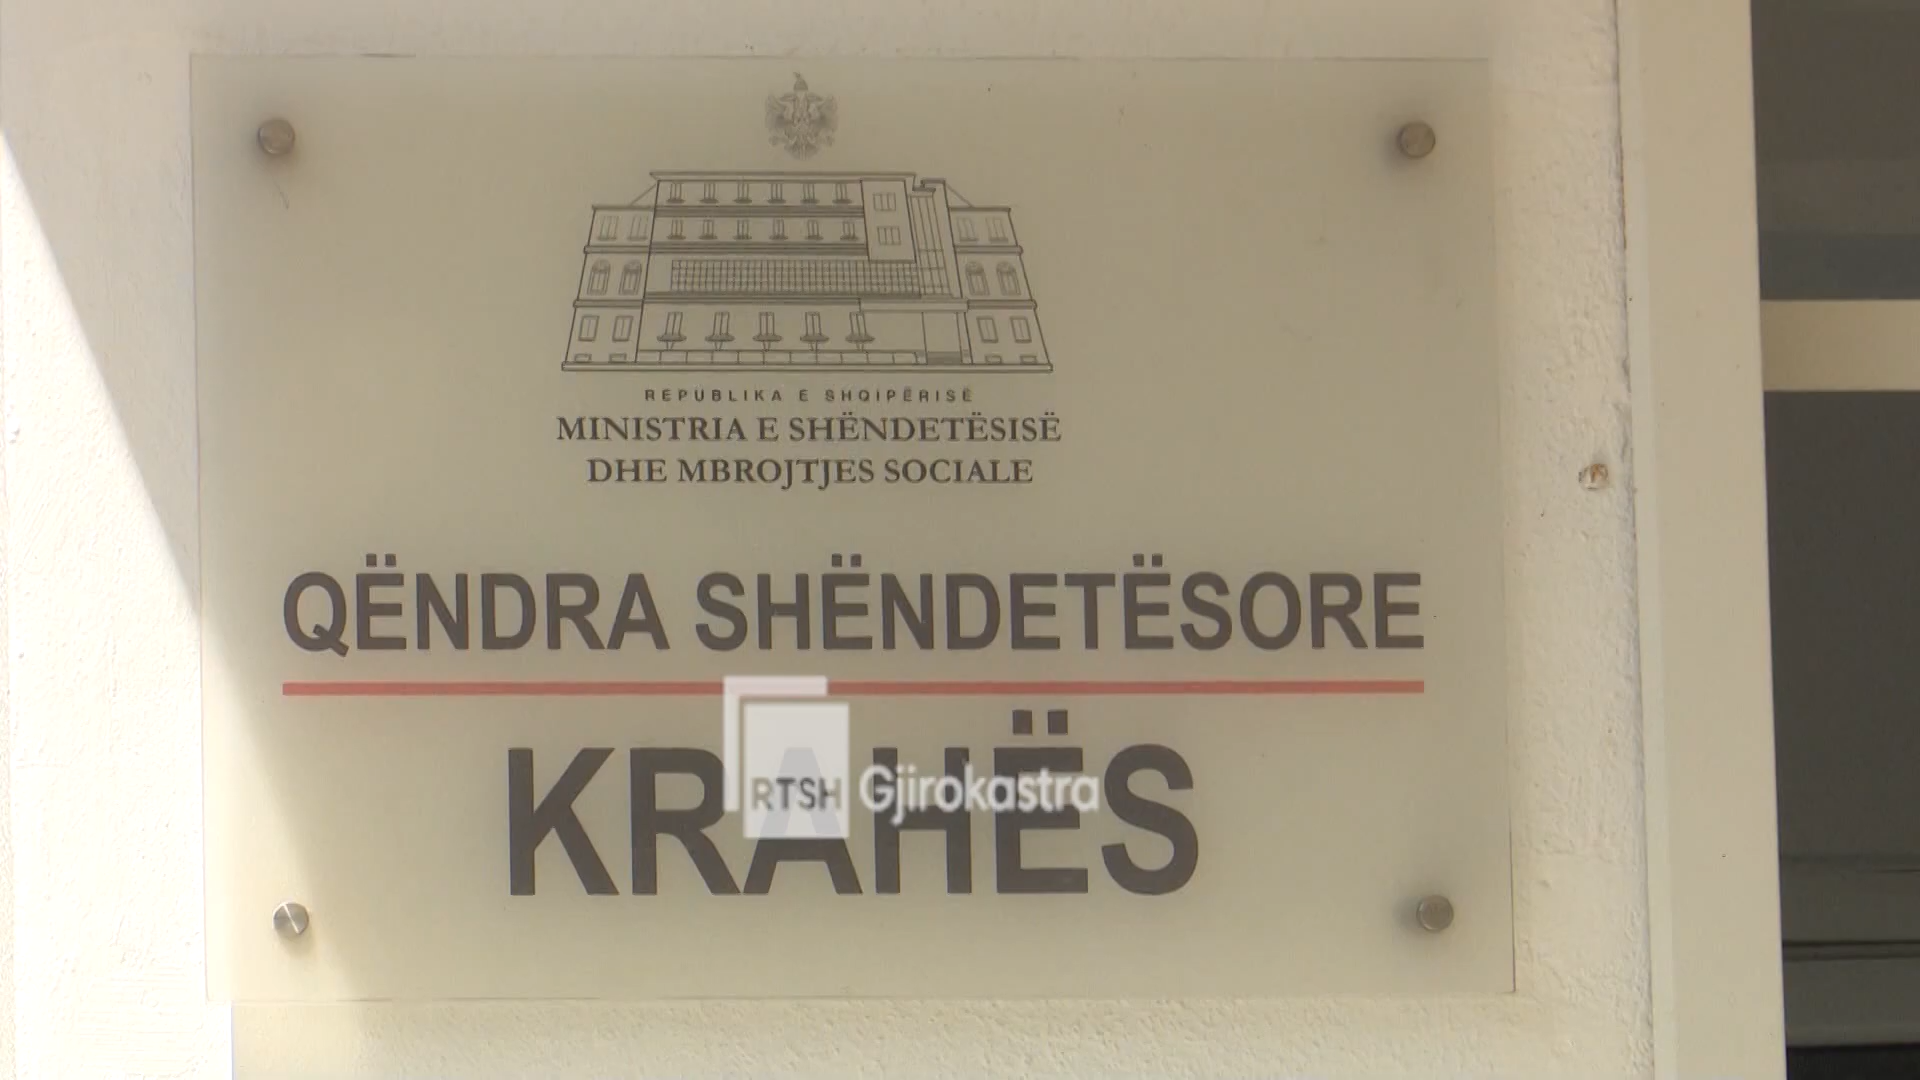 REPUBLIKA E SHQIPËRISË
MINISTRIA E SHËNDETËSISË
DHE MBROJTJES SOCIALE
QËNDRA SHËNDETËSORE
KRAHËS
RTSH Gjirokastra